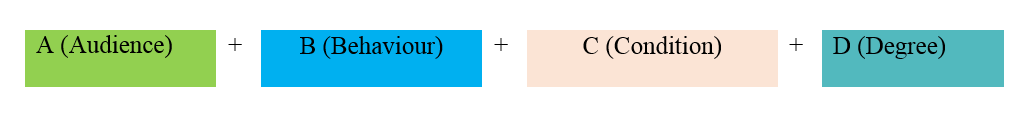 A (Audience) + B (Behaviour) + C (Condition) + D (Degree)